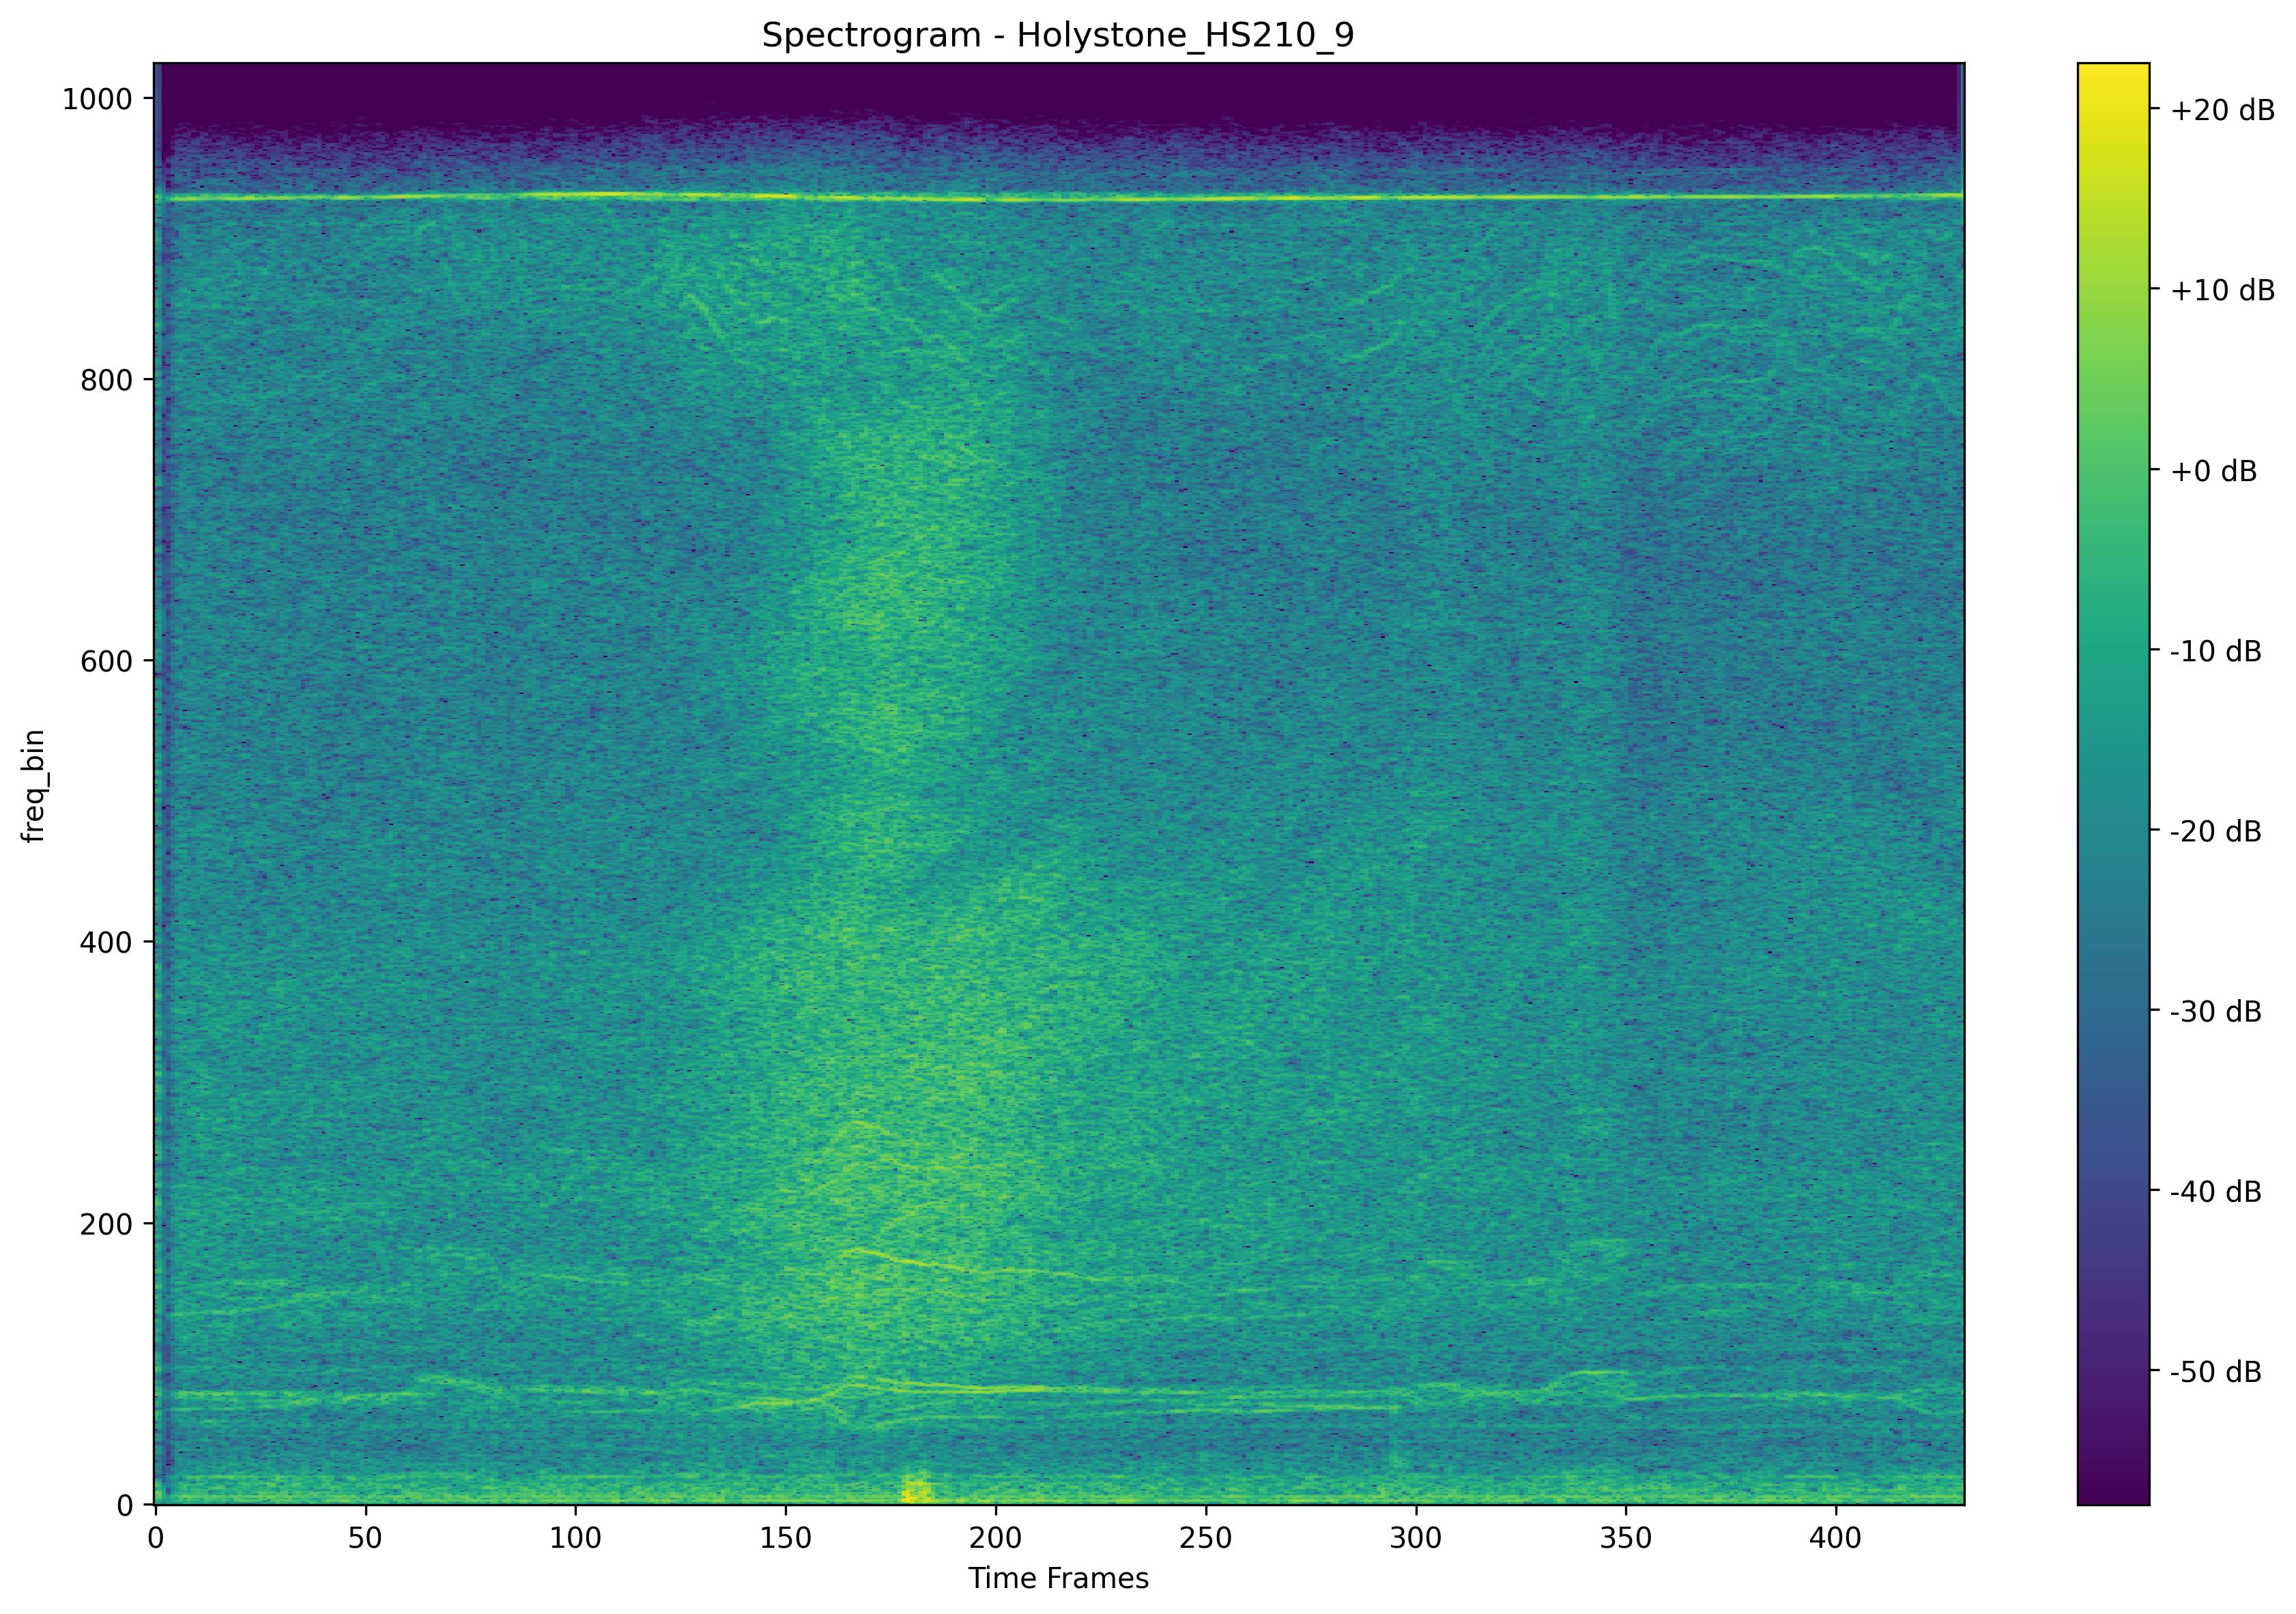 Spectrogram - Holystone_HS210_9
1000
800
600
400
200
0
freq_bin
0 50 100 150 200 250 300 350 400
Time Frames
+20 dB
+10 dB
+0 dB
-10 dB
-20 dB
-30 dB
-40 dB
-50 dB